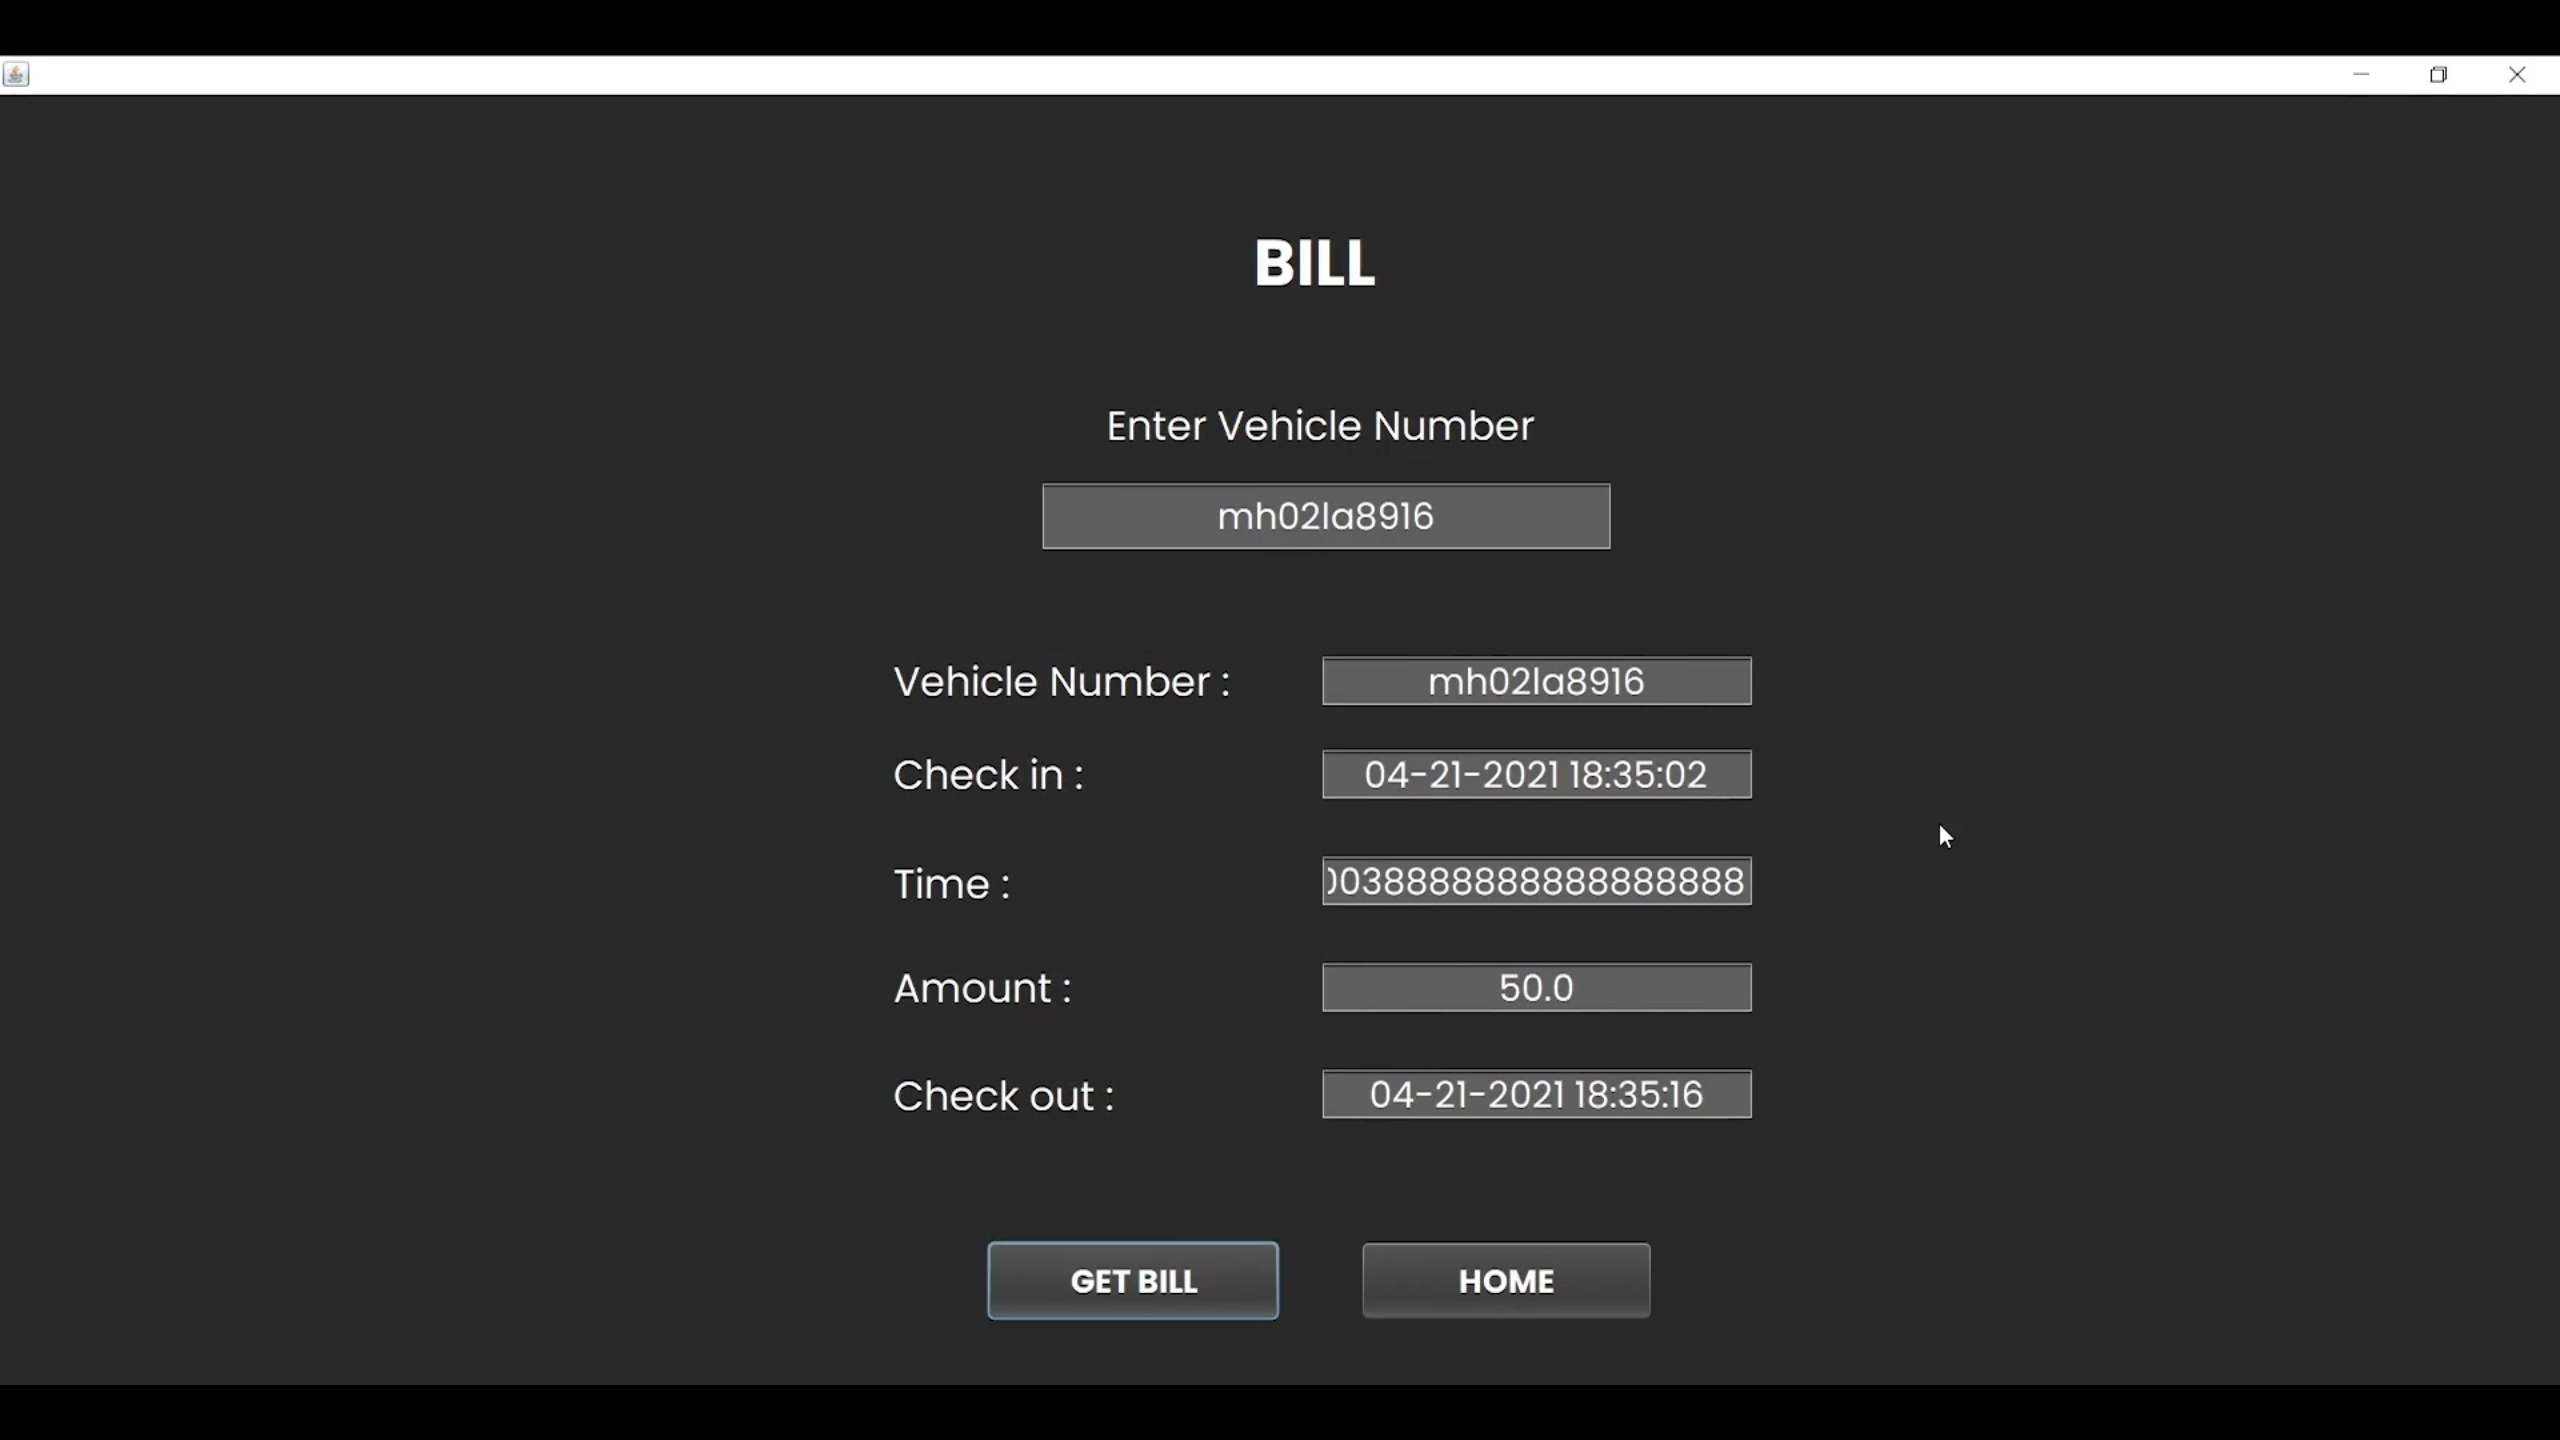 BILL
Enter Vehicle Number
mh02la8916
Vehicle Number : mh02la8916
Check in : 04-21-2021 18:35:02
Time :
Amount : 50.0
Check out : 04-21-2021 18:35:16
GET BILL HOME